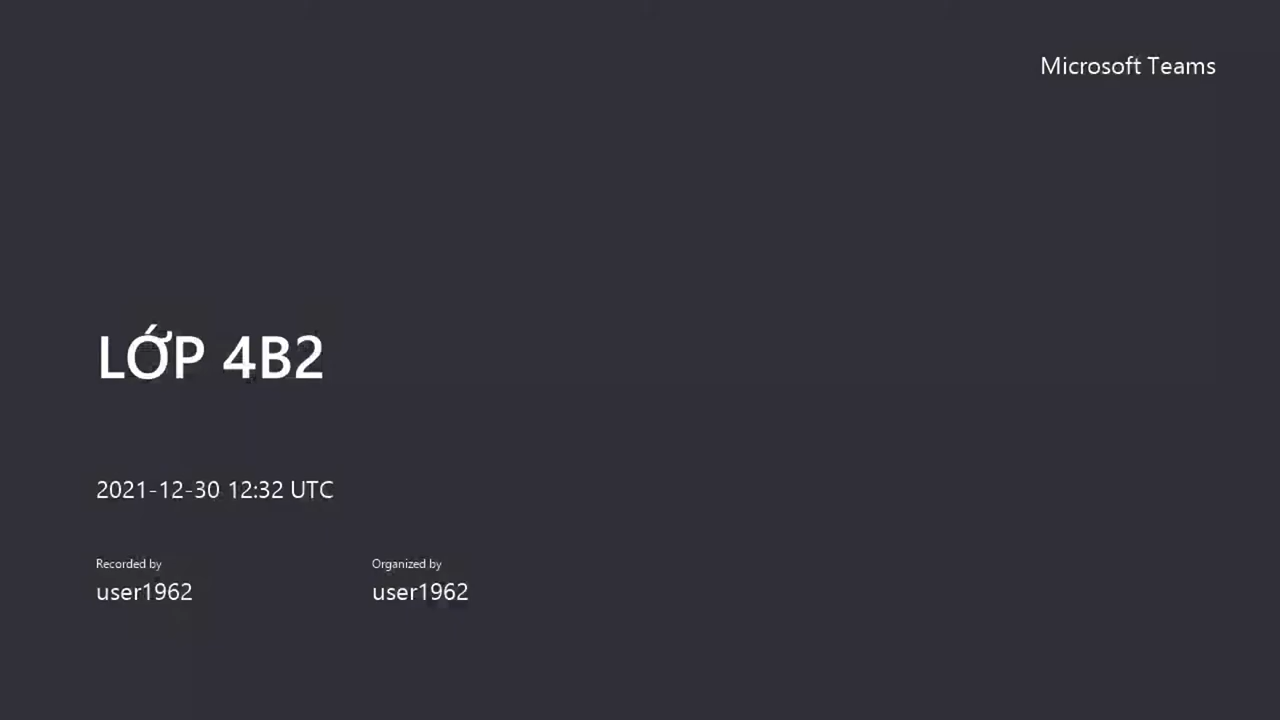 Microsoft Teams
LỚP 4B2
2021-12-30 12:32 UTC
Recorded by
user1962
Organized by
user1962